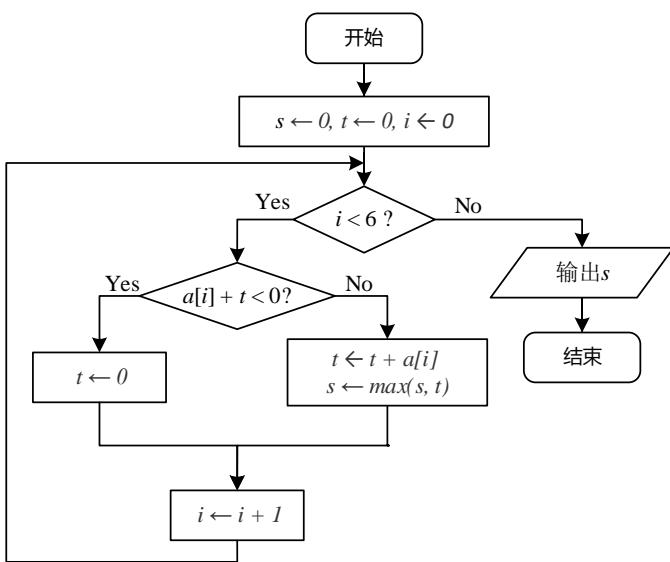 开始
s ← 0, t ← 0, i ← 0
Yes
i < 6 ?
No
Yes
a[i] + t < 0?
No
输出s
t ← 0
t ← t + a[i]
s ← max(s, t)
结束
i ← i + 1